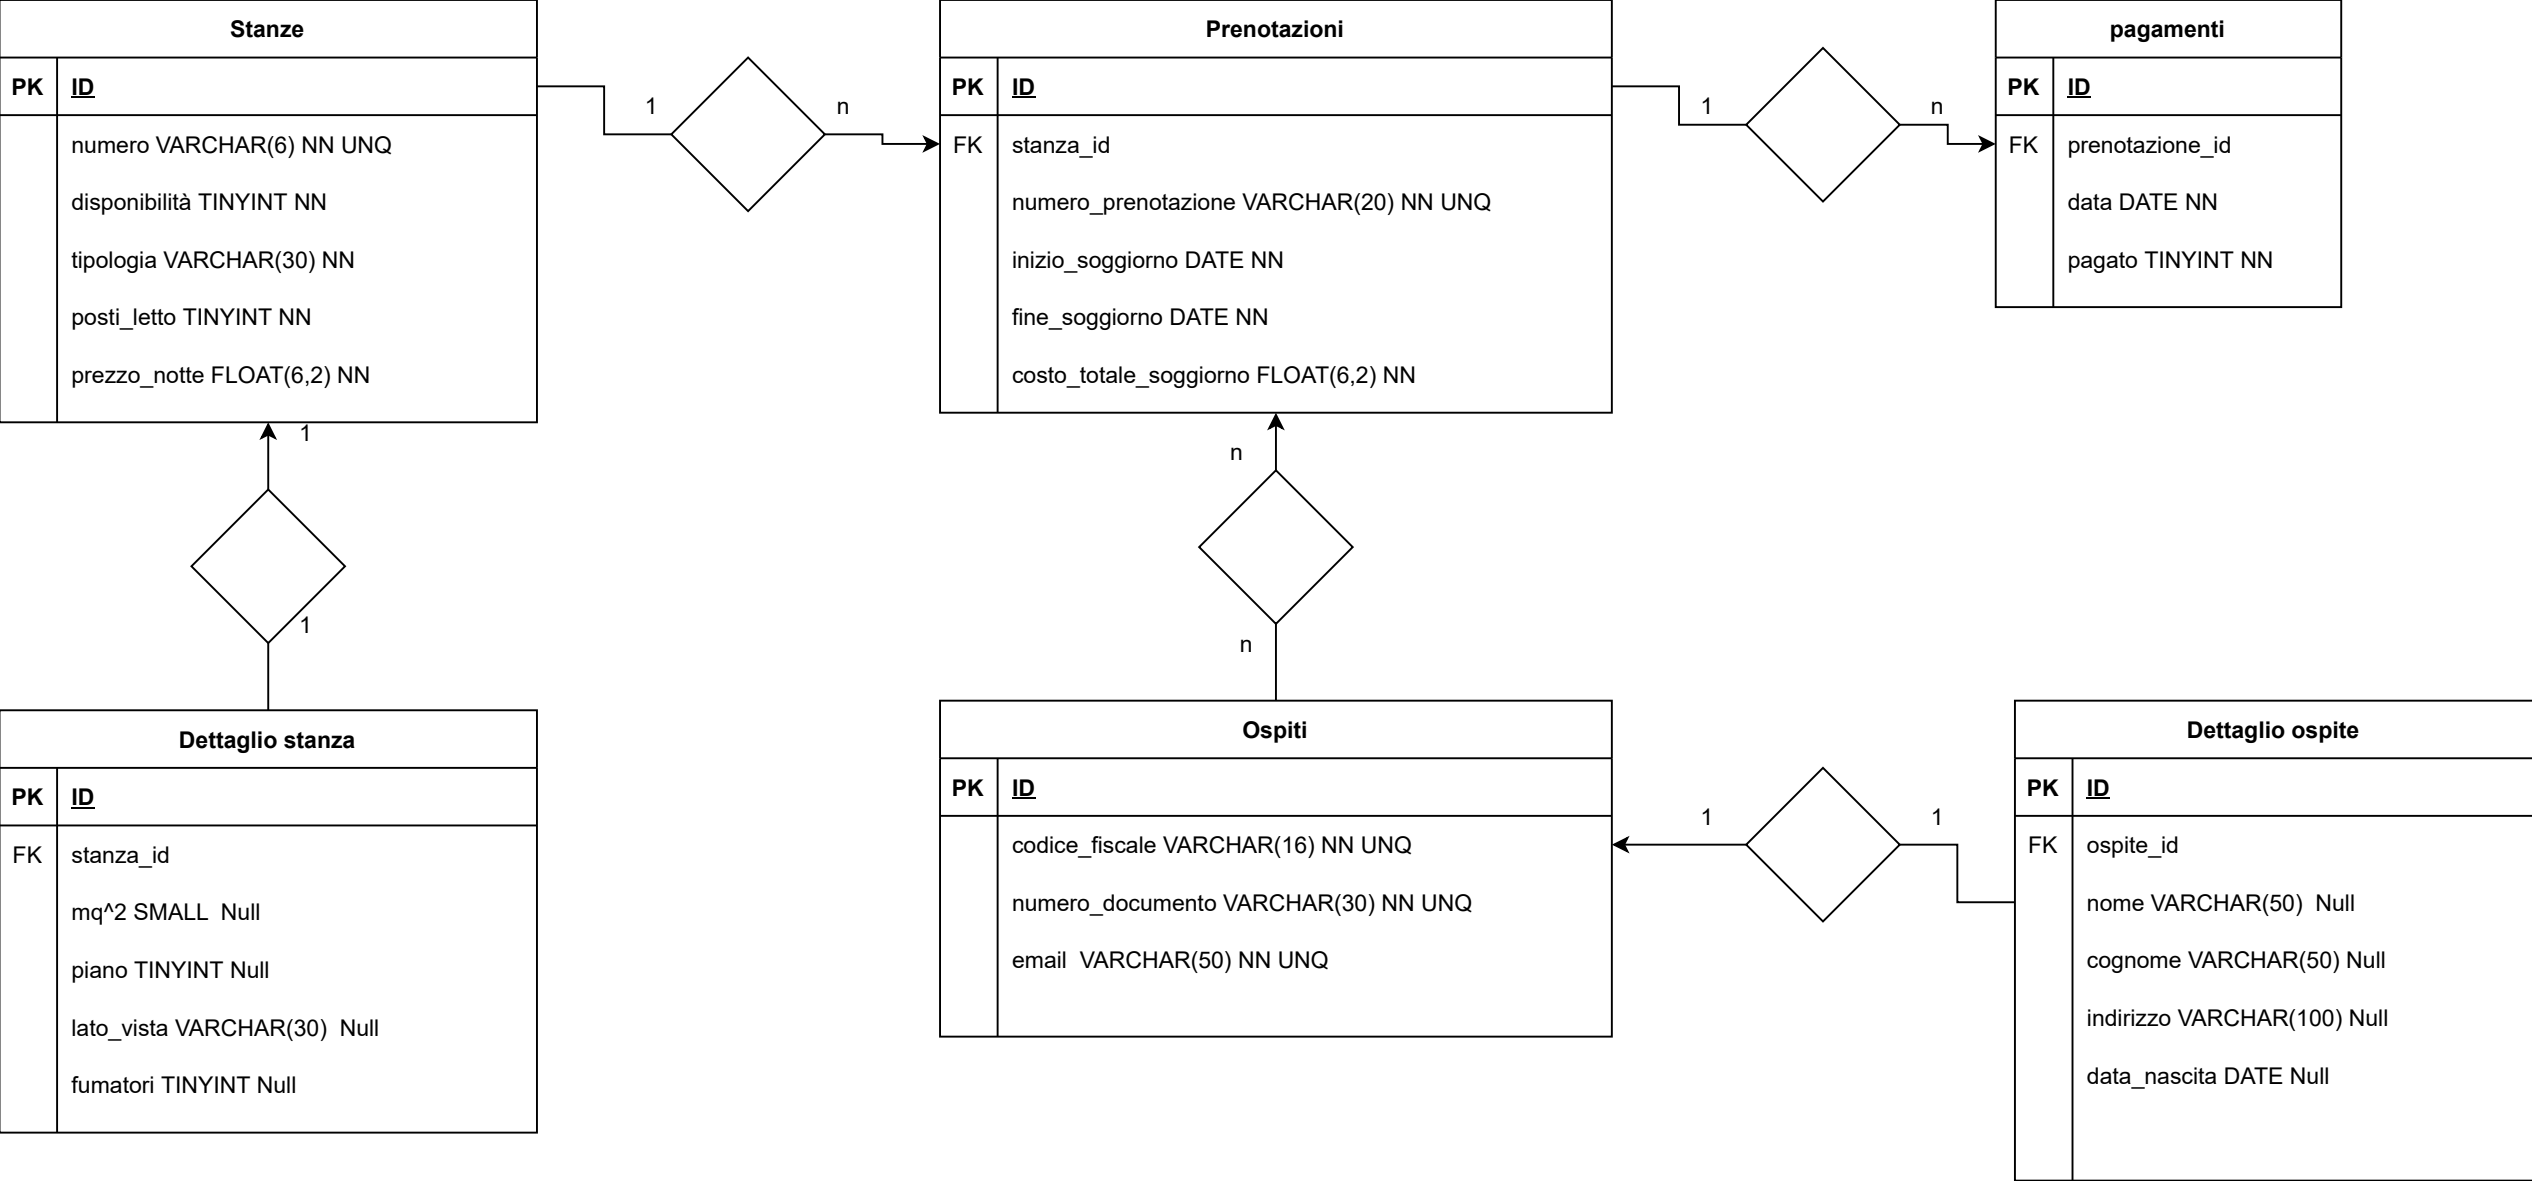 Stanze
PK ID
numero VARCHAR(6) NN UNQ
disponibilità TINYINT NN
tipologia VARCHAR(30) NN
posti_letto TINYINT NN
prezzo_notte FLOAT(6,2) NN
1
n
Prenotazioni
PK ID
FK stanza_id
numero_prenotazione VARCHAR(20) NN UNQ
inizio_soggiorno DATE NN
fine_soggiorno DATE NN
costo_totale_soggiorno FLOAT(6,2) NN
1
n
pagamenti
PK ID
FK prenotazione_id
data DATE NN
pagato TINYINT NN
1
1
n
n
Dettaglio stanza
PK ID
FK stanza_id
mq^2 SMALL  Null
piano TINYINT Null
lato_vista VARCHAR(30)  Null
fumatori TINYINT Null
Ospiti
PK ID
codice_fiscale VARCHAR(16) NN UNQ
numero_documento VARCHAR(30) NN UNQ
email  VARCHAR(50) NN UNQ
1
1
Dettaglio ospite
PK ID
FK ospite_id
nome VARCHAR(50)  Null
cognome VARCHAR(50) Null
indirizzo VARCHAR(100) Null
data_nascita DATE Null